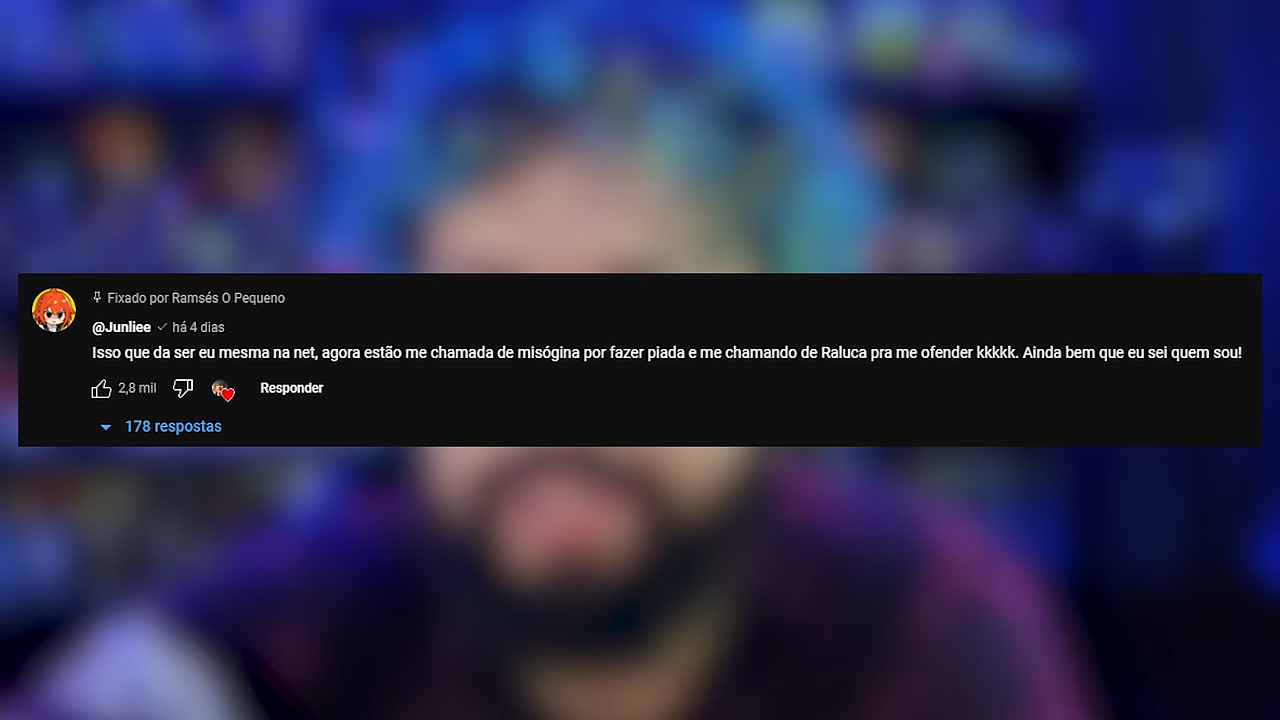 Fixado por Ramsés O Pequeno
@Junliee há 4 dias
Isso que da ser eu mesma na net, agora estão me chamada de misógina por fazer piada e me chamando de Raluca pra me ofender kkkkk. Ainda bem que eu sei quem sou!
2,8 mil Responder
178 respostas